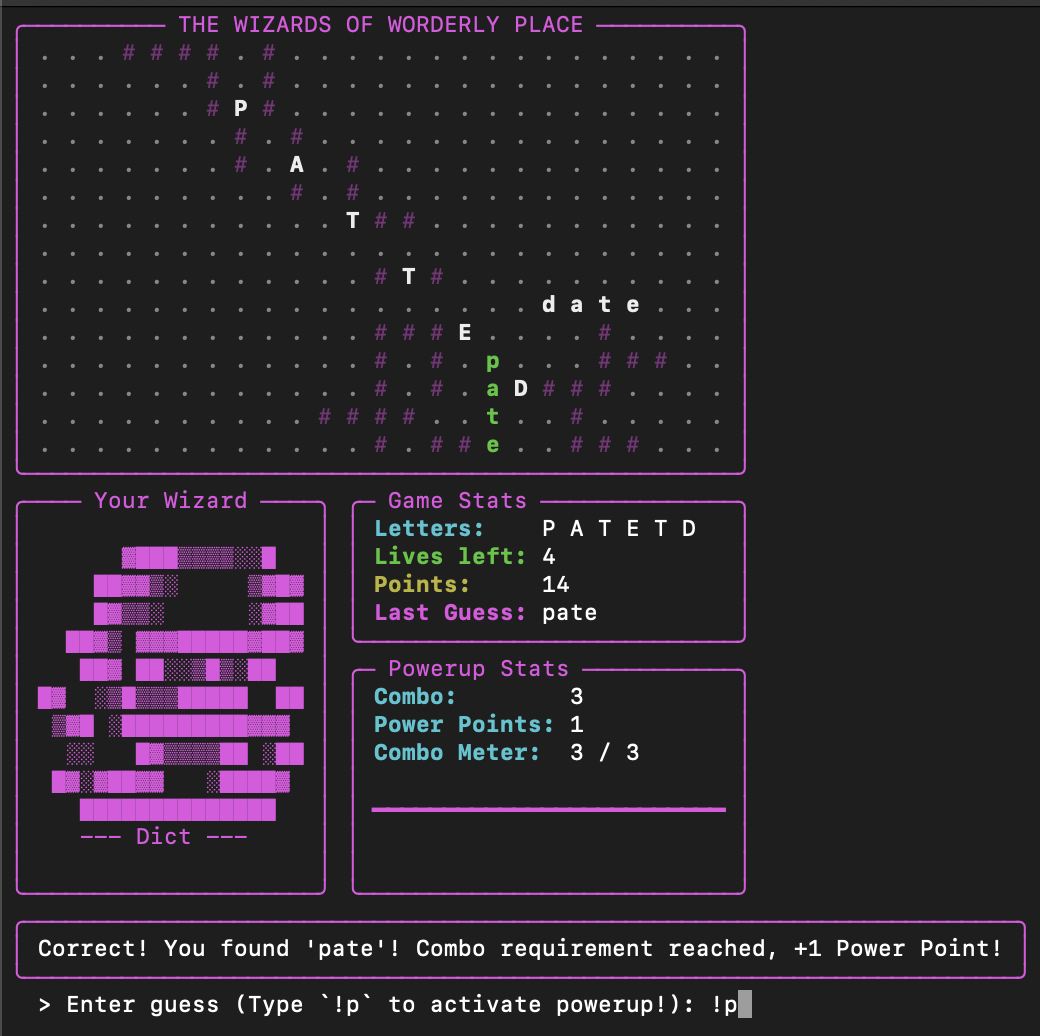 THE WIZARDS OF WORDERLY PLACE
. . . # # # # . # . . . . . . . . . . . . . . . .
. . . . . . # . # . . . . . . . . . . . . . . . .
. . . . . . # P # . . . . . . . . . . . . . . . .
. . . . . . . # . # . . . . . . . . . . . . . . .
. . . . . . . # . A . # . . . . . . . . . . . . .
. . . . . . . . . # . # . . . . . . . . . . . . .
. . . . . . . . . . . T # # . . . . . . . . . . .
. . . . . . . . . . . . . . . . . . . . . . . . .
. . . . . . . . . . . . # T # . . . . . . . . . .
. . . . . . . . . . . . . . . . . . d a t e . . .
. . . . . . . . . . . . # # # E . . . . # . . . .
. . . . . . . . . . . . # . # . p . . . # # # . .
. . . . . . . . . . . . # . # . a D # # # . . . .
. . . . . . . . . . # # # # . . t . . # . . . . .
. . . . . . . . . . . . # . # # e . . # # # . . .
Your Wizard
--- Dict ---
Game Stats
Letters: P A T E T D
Lives left: 4
Points: 14
Last Guess: pate
Powerup Stats
Combo: 3
Power Points: 1
Combo Meter: 3 / 3
Correct! You found 'pate'! Combo requirement reached, +1 Power Point!
> Enter guess (Type `!p` to activate powerup!): !p